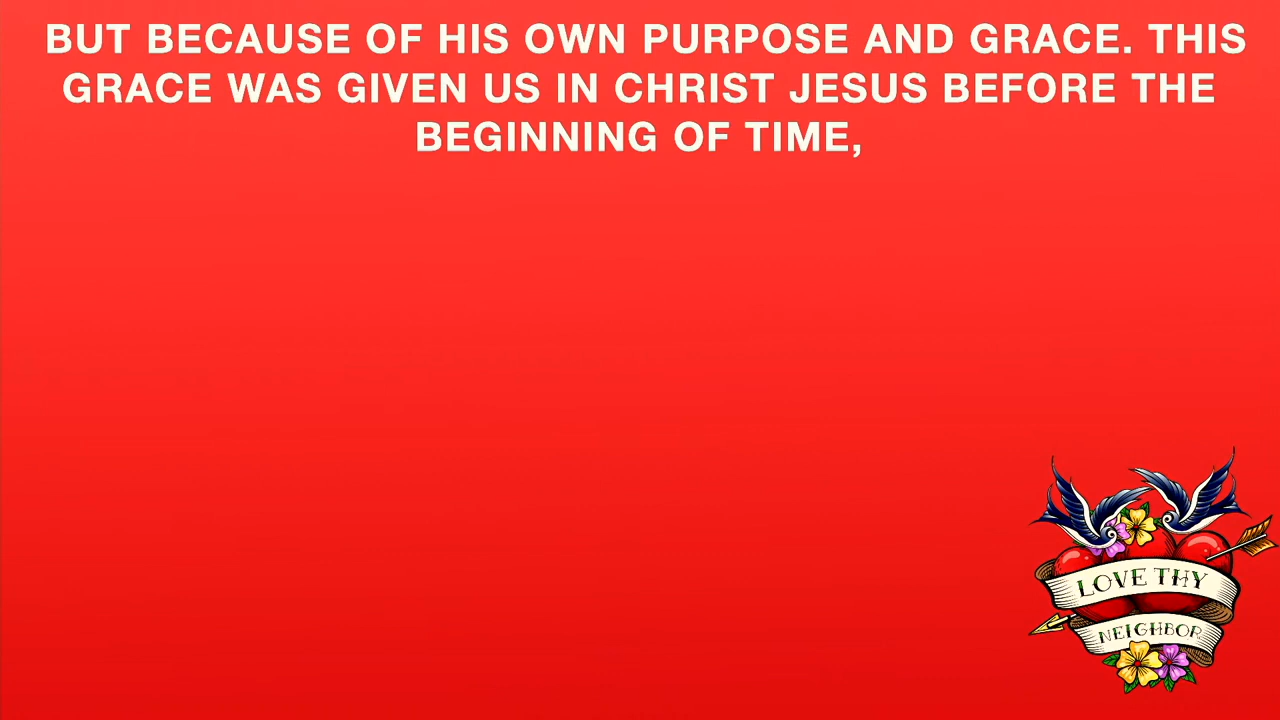 BUT BECAUSE OF HIS OWN PURPOSE AND GRACE. THIS
GRACE WAS GIVEN US IN CHRIST JESUS BEFORE THE
BEGINNING OF TIME,
LOVE THY
NEIGHBOR